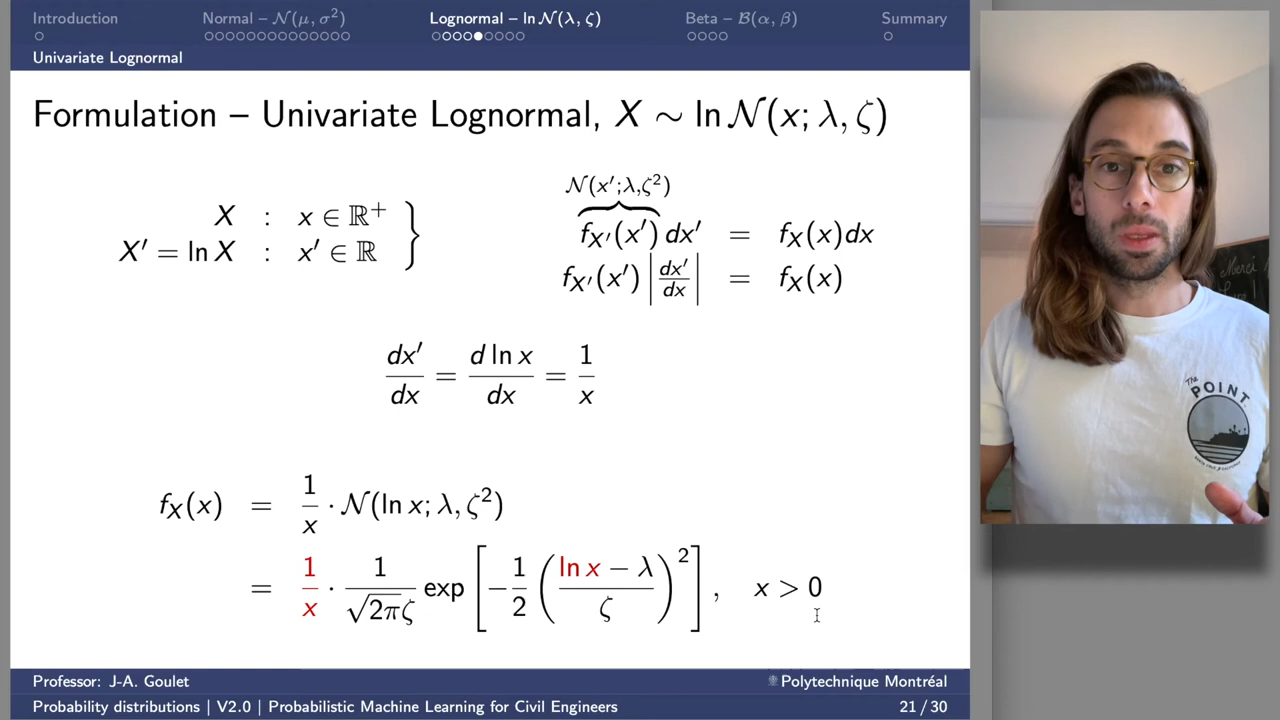 Introduction Normal – 𝒩(μ, σ²) Lognormal – ln 𝒩(λ, ζ) Beta – ℬ(α, β) Summary
Univariate Lognormal
Formulation – Univariate Lognormal, X ∼ ln 𝒩(x; λ, ζ)
X : x ∈ ℝ⁺
X′ = ln X : x′ ∈ ℝ
𝒩(x′;λ,ζ²)
f_X′(x′) dx′ = f_X(x)dx
f_X′(x′) |dx′/dx| = f_X(x)
dx′/dx = d ln x/dx = 1/x
f_X(x) = 1/x · 𝒩(ln x; λ, ζ²)
= 1/x · 1/(√2π ζ) exp [−1/2 ((ln x − λ)/ζ)²], x > 0
Professor: J-A. Goulet Polytechnique Montréal
Probability distributions | V2.0 | Probabilistic Machine Learning for Civil Engineers 21 / 30
The
POINT
Merci